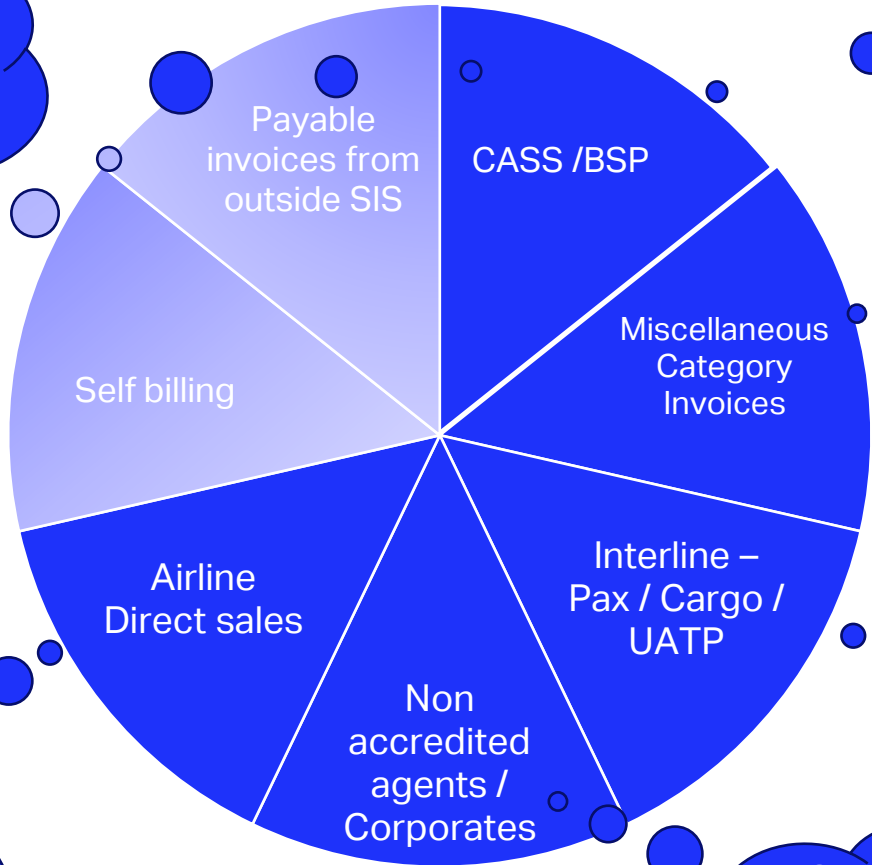 Payable
invoices from
outside SIS
CASS /BSP
Miscellaneous
Category
Invoices
Self billing
Interline –
Pax / Cargo /
UATP
Airline
Direct sales
Non
accredited
agents /
Corporates